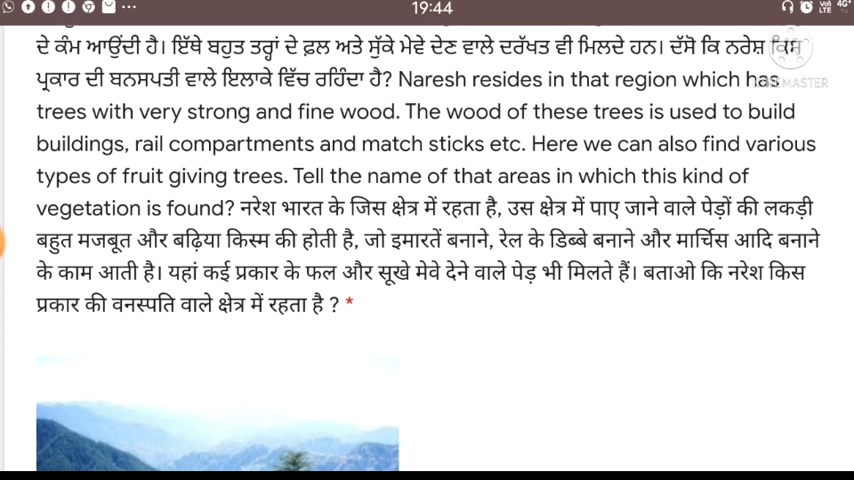 19:44
ਦੇ ਕੰਮ ਆਉਂਦੀ ਹੈ। ਇੱਥੇ ਬਹੁਤ ਤਰ੍ਹਾਂ ਦੇ ਫ਼ਲ ਅਤੇ ਸੁੱਕੇ ਮੇਵੇ ਦੇਣ ਵਾਲੇ ਦਰੱਖਤ ਵੀ ਮਿਲਦੇ ਹਨ। ਦੱਸੋ ਕਿ ਨਰੇਸ਼ ਕਿਸ
ਪ੍ਰਕਾਰ ਦੀ ਬਨਸਪਤੀ ਵਾਲੇ ਇਲਾਕੇ ਵਿੱਚ ਰਹਿੰਦਾ ਹੈ? Naresh resides in that region which has
trees with very strong and fine wood. The wood of these trees is used to build
buildings, rail compartments and match sticks etc. Here we can also find various
types of fruit giving trees. Tell the name of that areas in which this kind of
vegetation is found? नरेश भारत के जिस क्षेत्र में रहता है, उस क्षेत्र में पाए जाने वाले पेड़ों की लकड़ी
बहुत मजबूत और बढ़िया किस्म की होती है, जो इमारतें बनाने, रेल के डिब्बे बनाने और मार्चिस आदि बनाने
के काम आती है। यहां कई प्रकार के फल और सूखे मेवे देने वाले पेड़ भी मिलते हैं। बताओ कि नरेश किस
प्रकार की वनस्पति वाले क्षेत्र में रहता है ? *